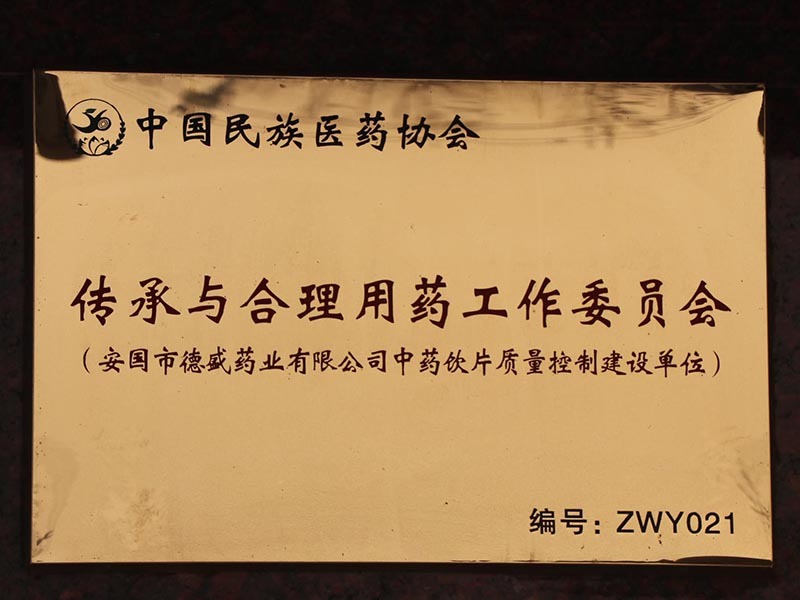 中国民族医药协会
传承与合理用药工作委员会
（安国市德盛药业有限公司中药饮片质量控制建设单位）
编号：ZWY021